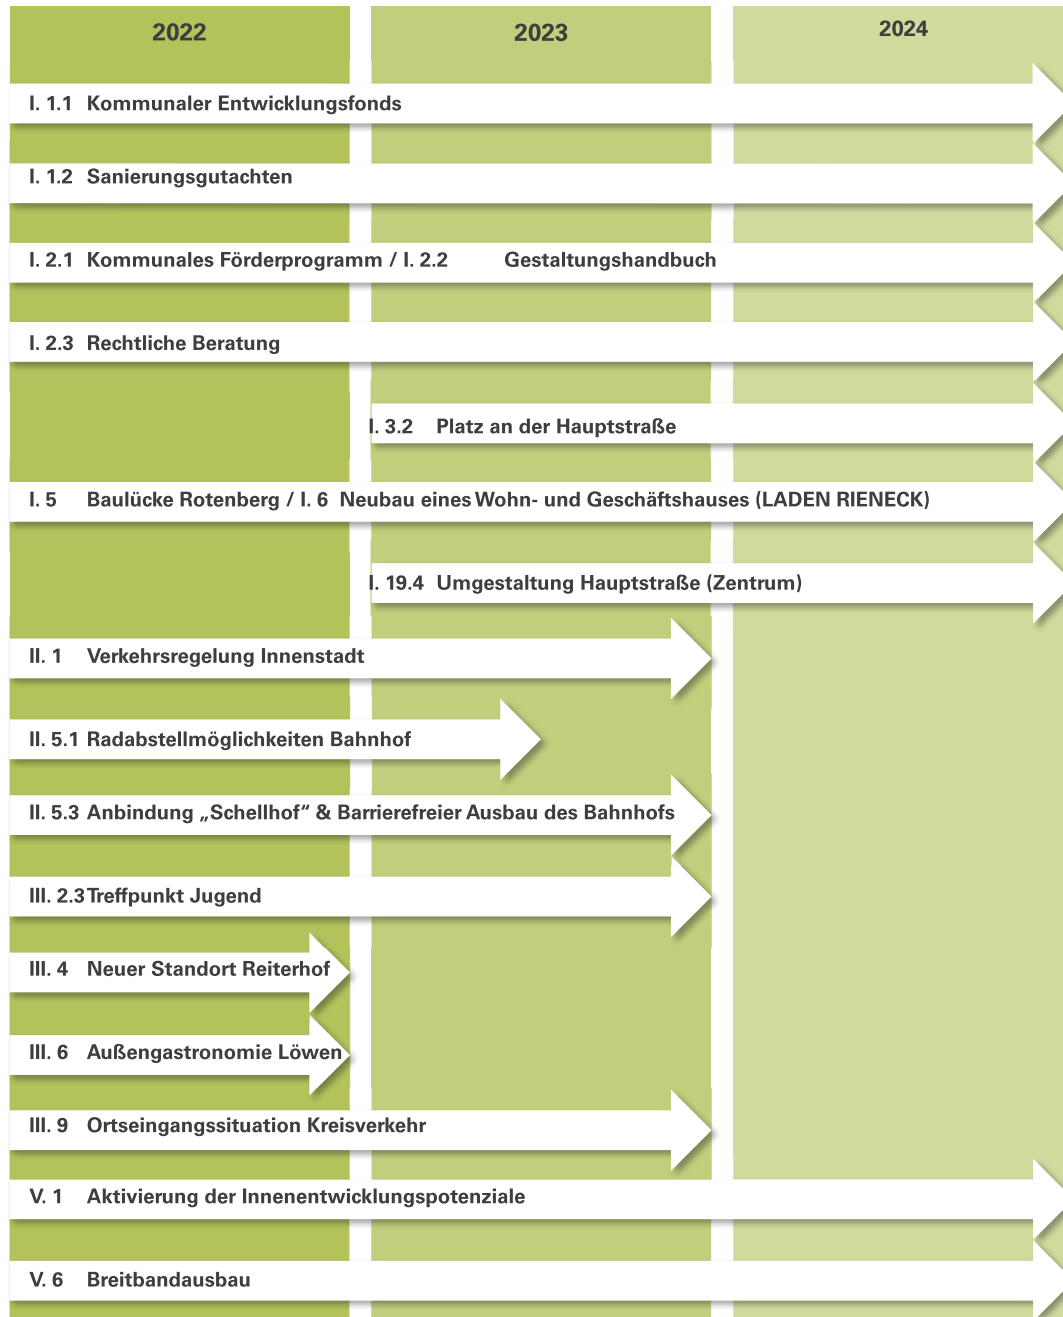 2022 2023 2024
I. 1.1 Kommunaler Entwicklungsfonds
I. 1.2 Sanierungsgutachten
I. 2.1 Kommunales Förderprogramm / I. 2.2 Gestaltungshandbuch
I. 2.3 Rechtliche Beratung
I. 3.2 Platz an der Hauptstraße
I. 5 Baulücke Rotenberg / I. 6 Neubau eines Wohn- und Geschäftshauses (LADEN RIENECK)
I. 19.4 Umgestaltung Hauptstraße (Zentrum)
II. 1 Verkehrsregelung Innenstadt
II. 5.1 Radabstellmöglichkeiten Bahnhof
II. 5.3 Anbindung „Schellhof“ & Barrierefreier Ausbau des Bahnhofs
III. 2.3 Treffpunkt Jugend
III. 4 Neuer Standort Reiterhof
III. 6 Außengastronomie Löwen
III. 9 Ortseingangssituation Kreisverkehr
V. 1 Aktivierung der Innenentwicklungspotenziale
V. 6 Breitbandausbau